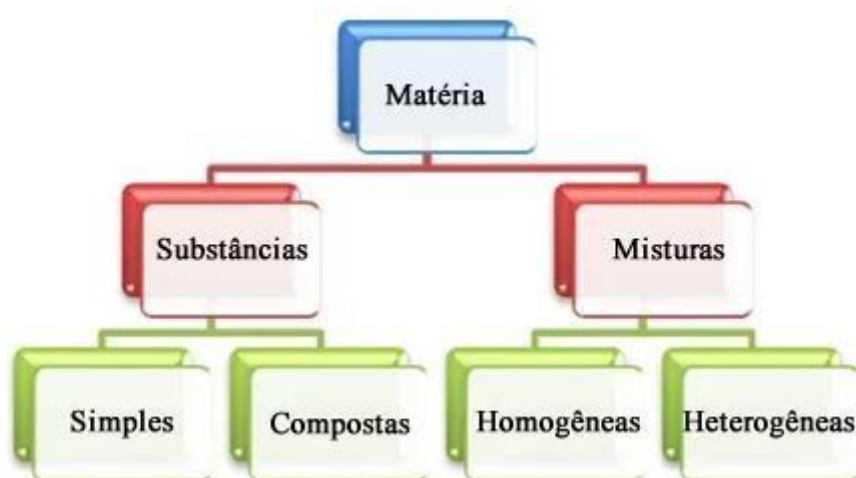 Matéria
Substâncias
Misturas
Simples
Compostas
Homogêneas
Heterogêneas